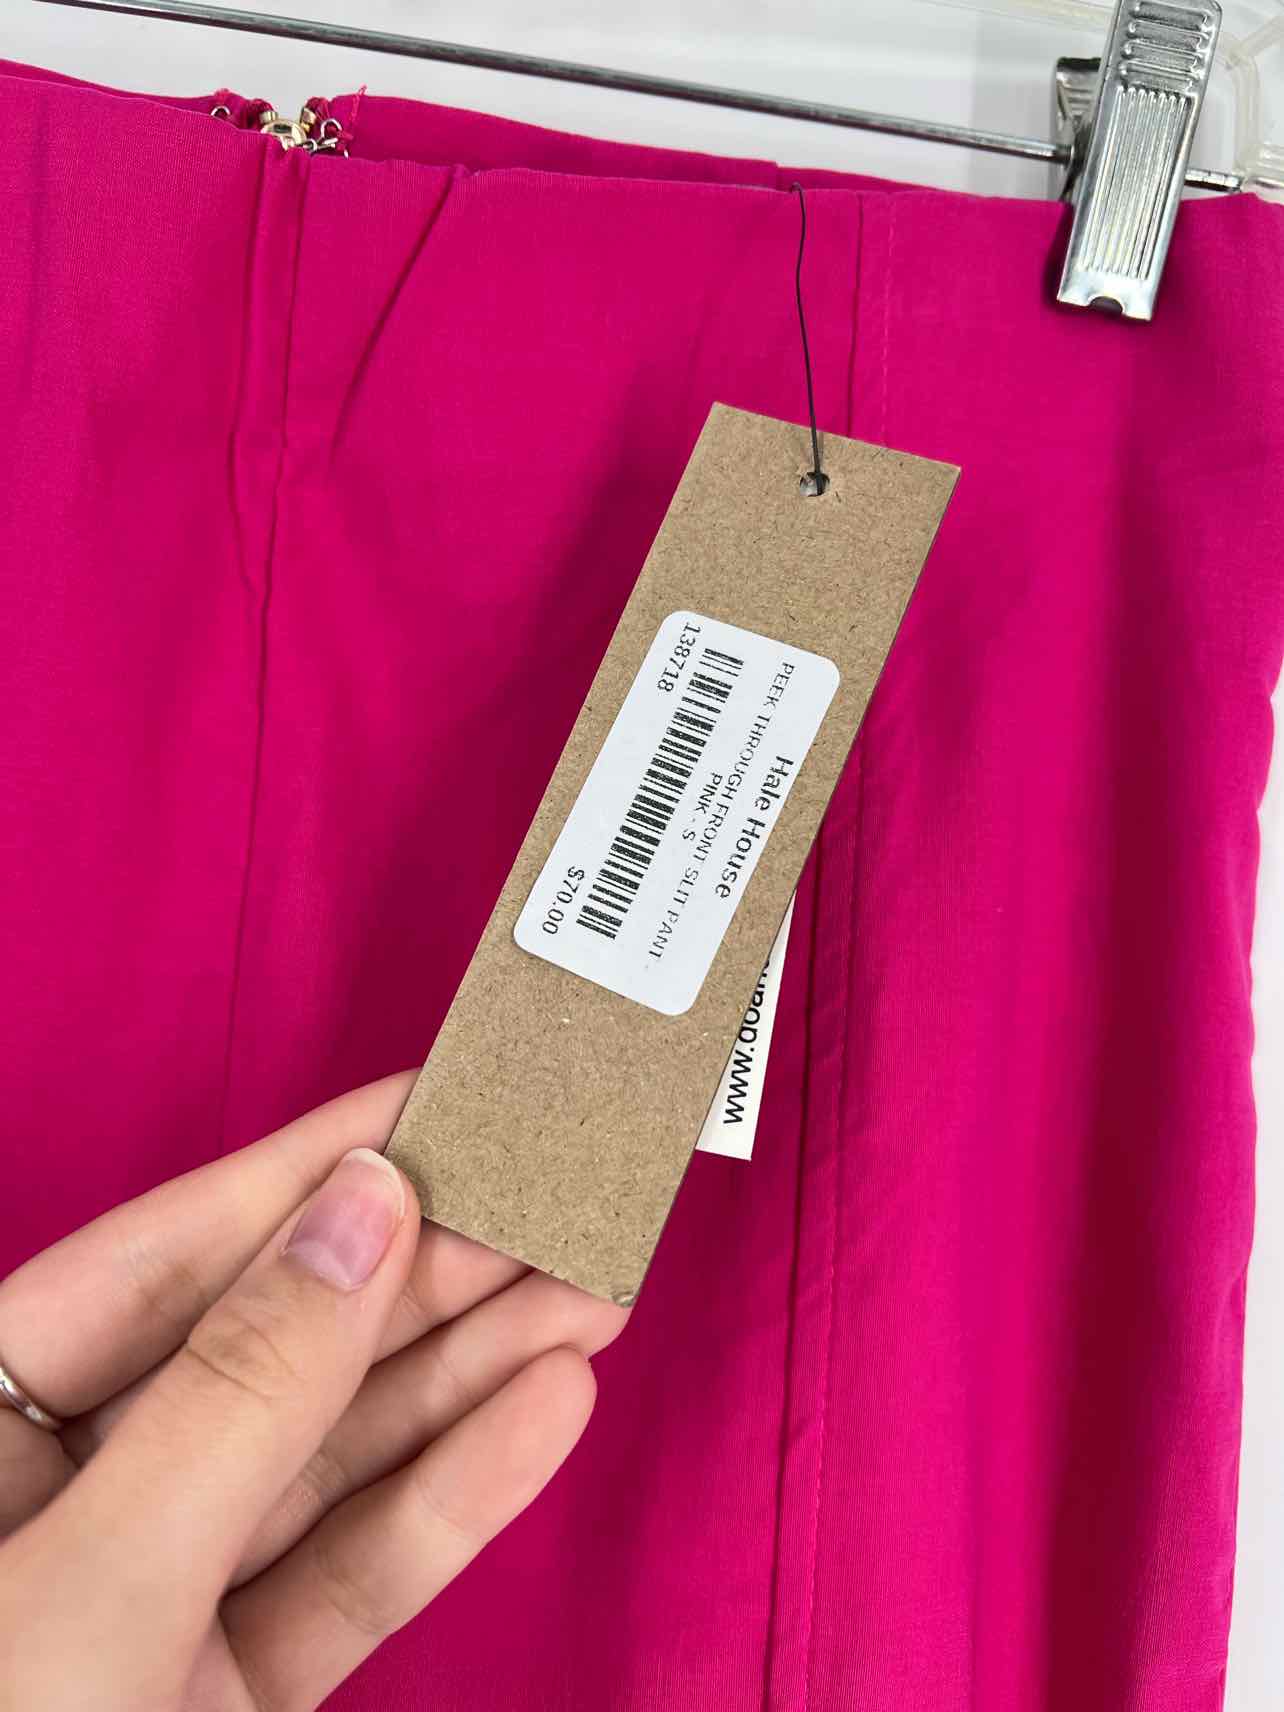 Hale House
PEEK THROUGH FRONT SLIT PANT -
PINK - S
138718
$70.00